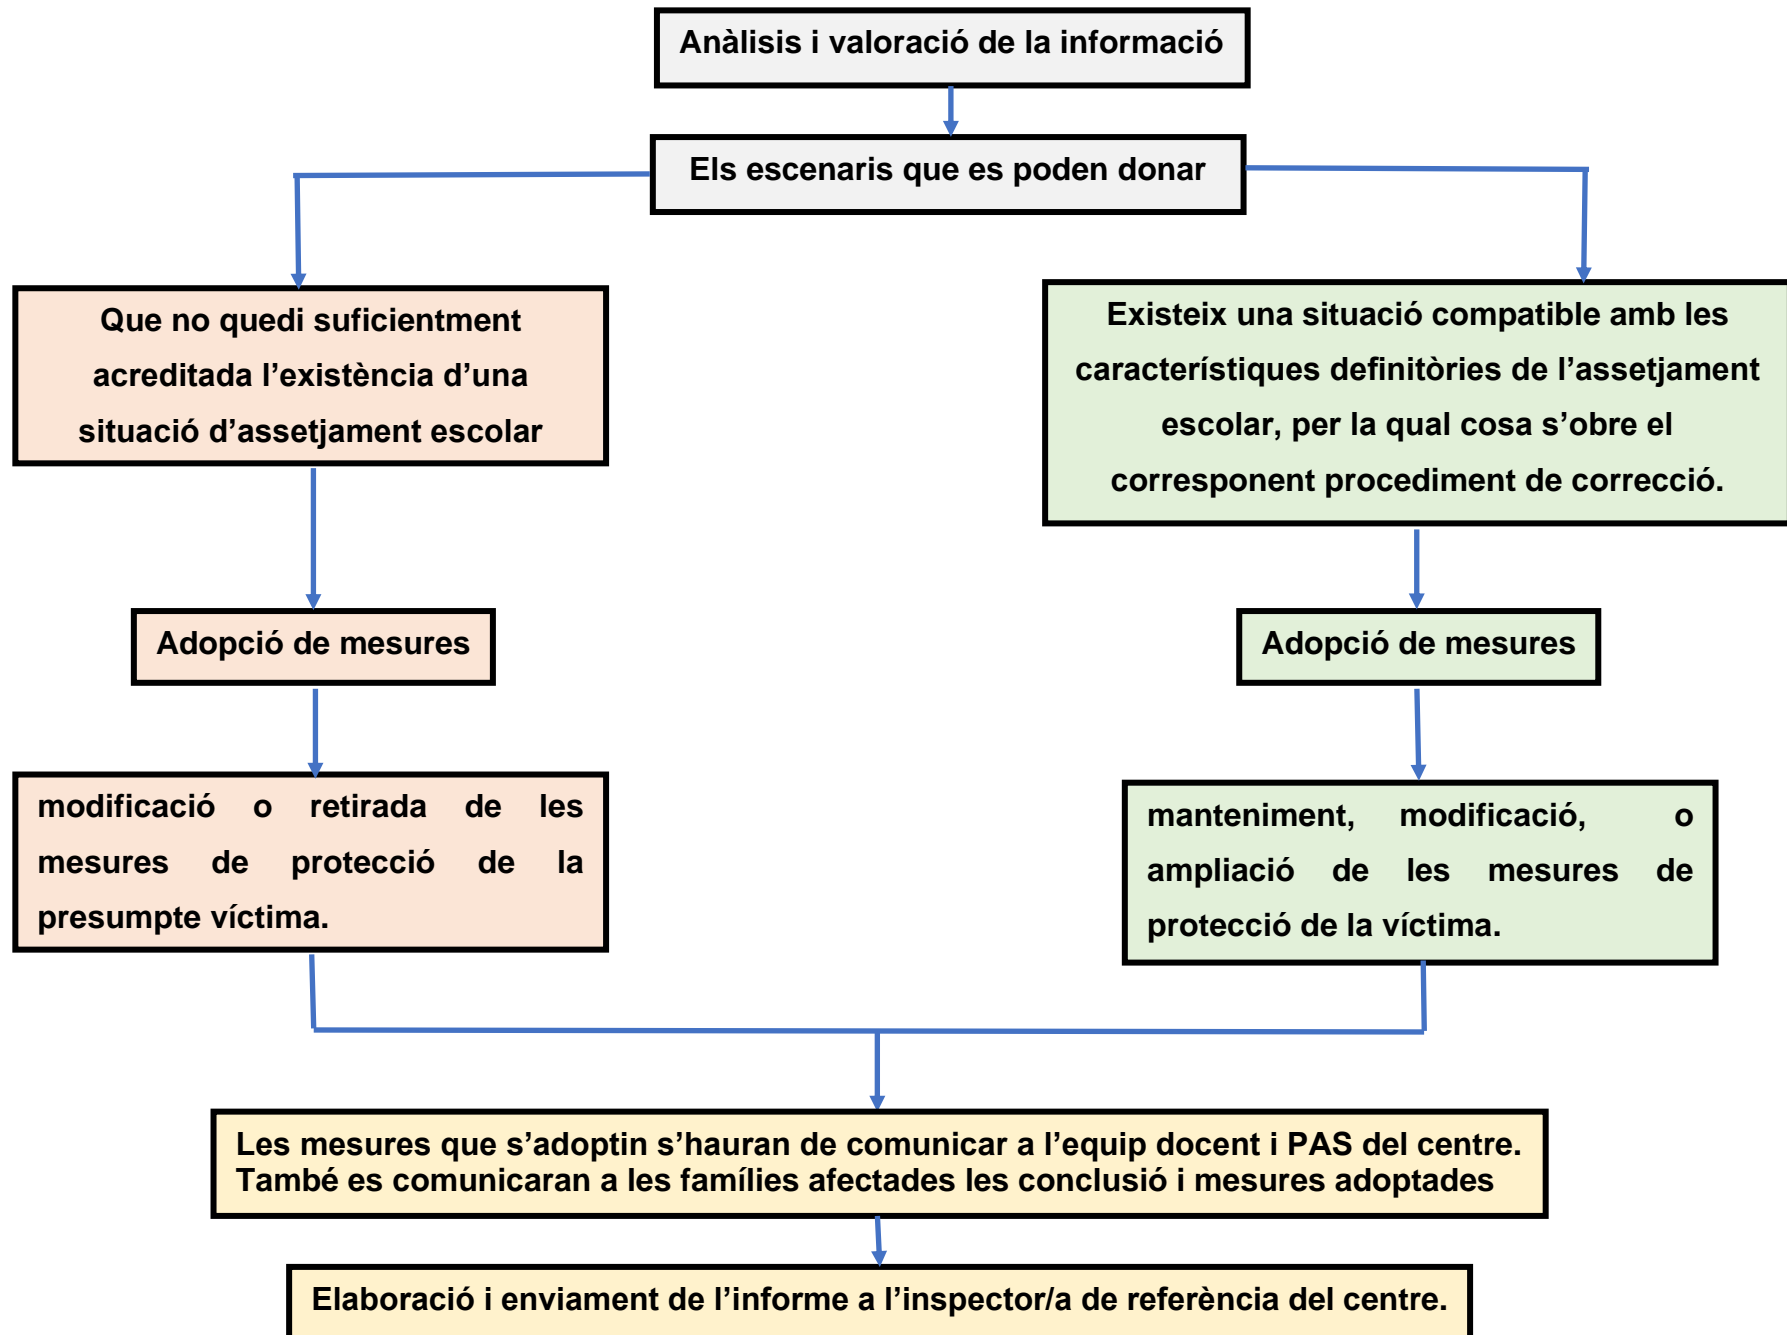 Anàlisis i valoració de la informació
Els escenaris que es poden donar
Que no quedi suficientment
acreditada l’existència d’una
situació d’assetjament escolar
Existeix una situació compatible amb les
característiques definitòries de l’assetjament
escolar, per la qual cosa s’obre el
corresponent procediment de correcció.
Adopció de mesures
Adopció de mesures
modificació o retirada de les
mesures de protecció de la
presumpte víctima.
manteniment, modificació, o
ampliació de les mesures de
protecció de la víctima.
Les mesures que s’adoptin s’hauran de comunicar a l’equip docent i PAS del centre.
També es comunicaran a les famílies afectades les conclusió i mesures adoptades
Elaboració i enviament de l’informe a l’inspector/a de referència del centre.